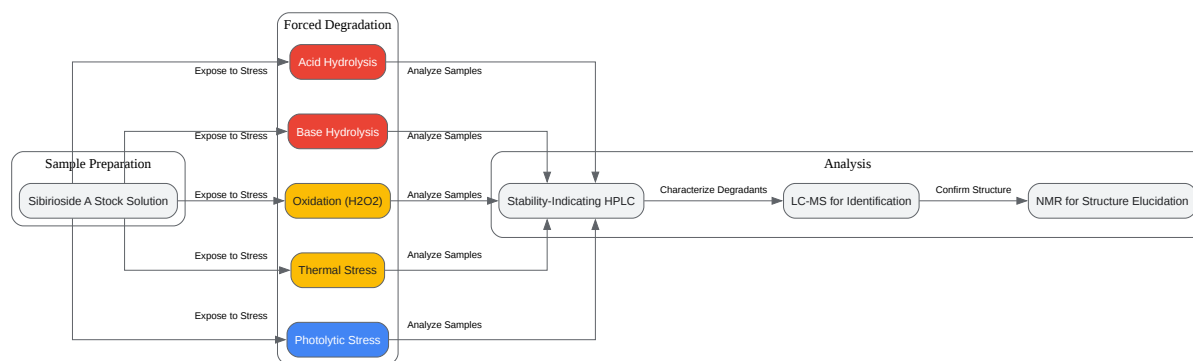 Forced Degradation
Acid Hydrolysis
Expose to Stress
Analyze Samples
Base Hydrolysis
Expose to Stress
Analyze Samples
Sample Preparation
Analysis
Sibirioside A Stock Solution
Expose to Stress
Oxidation (H2O2)
Analyze Samples
Stability-Indicating HPLC
Characterize Degradants
LC-MS for Identification
Confirm Structure
NMR for Structure Elucidation
Expose to Stress
Analyze Samples
Thermal Stress
Expose to Stress
Analyze Samples
Photolytic Stress